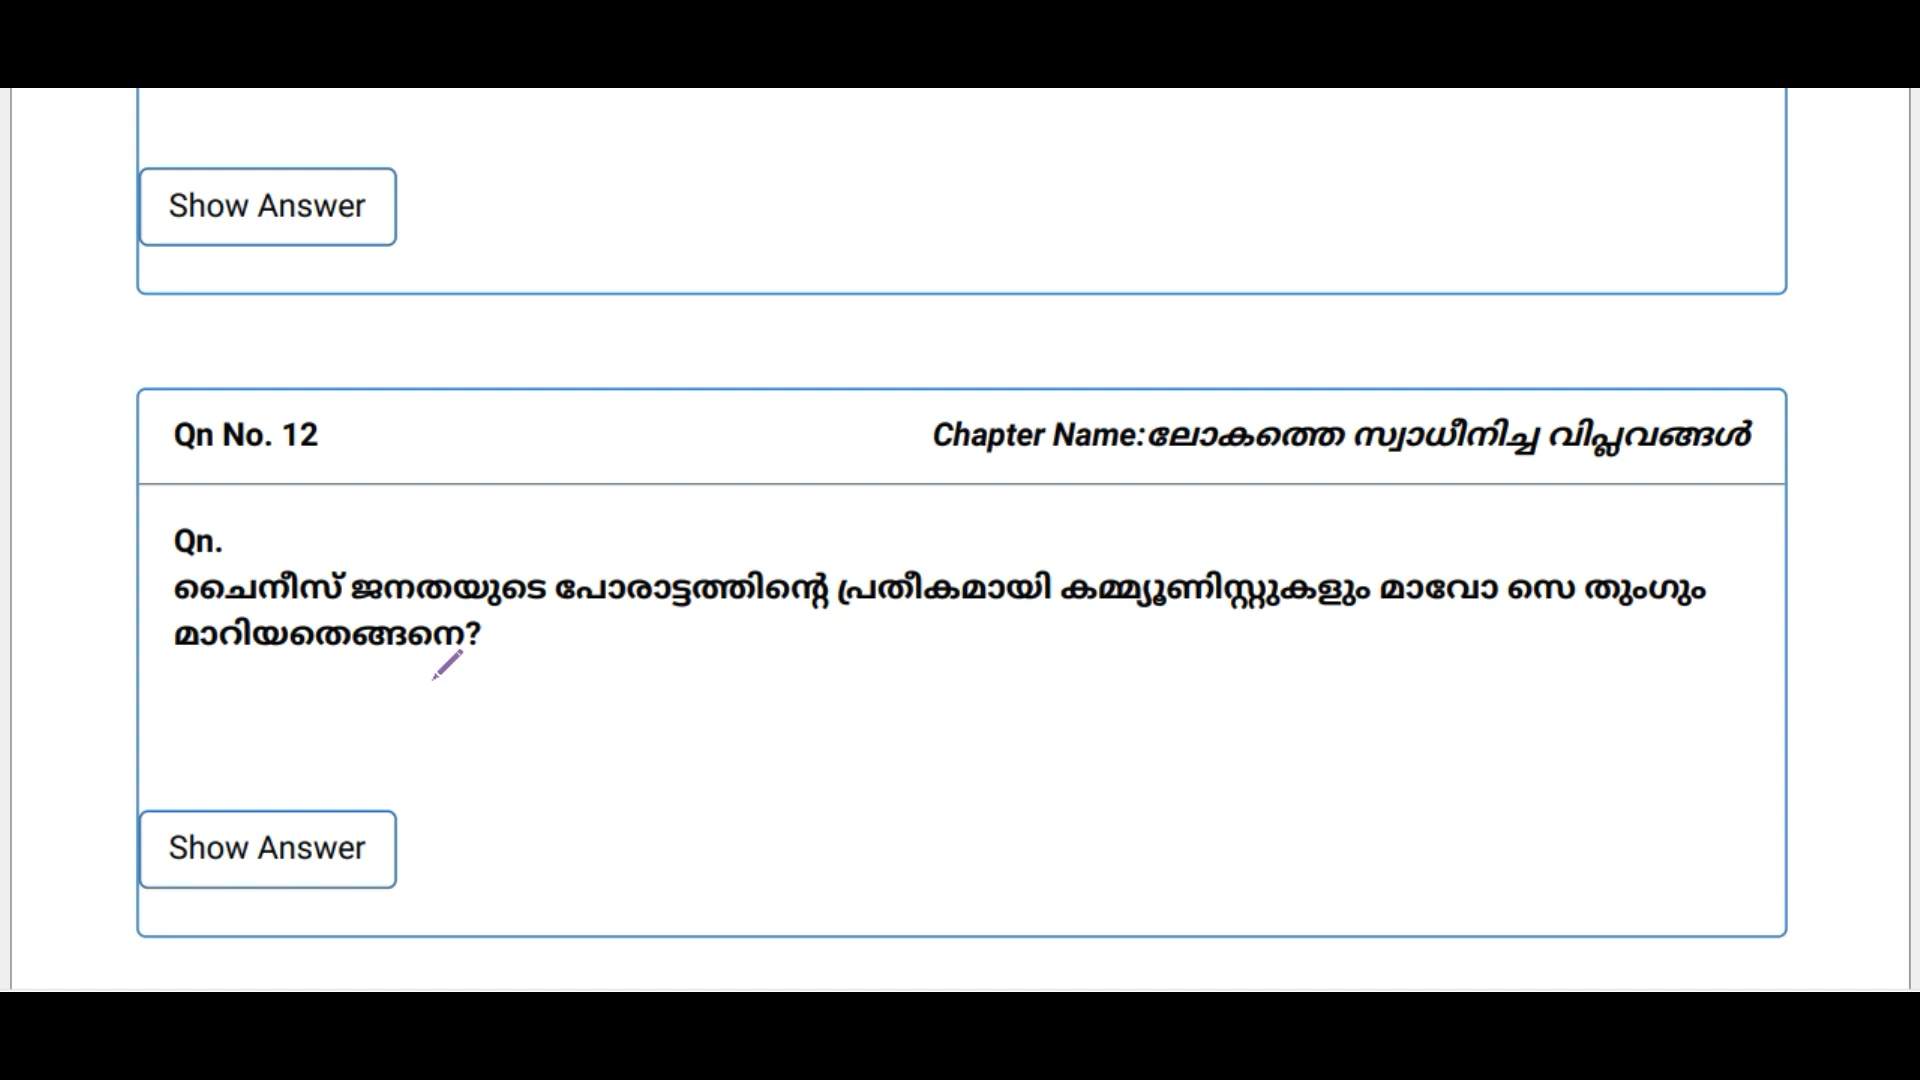 Show Answer
Qn No. 12
Chapter Name:ലോകത്തെ സ്വാധീനിച്ച വിപ്ലവങ്ങൾ
Qn.
ചൈനീസ് ജനതയുടെ പോരാട്ടത്തിന്റെ പ്രതീകമായി കമ്മ്യൂണിസ്റ്റുകളും മാവോ സെ തുംഗും
മാറിയതെങ്ങനെ?
Show Answer